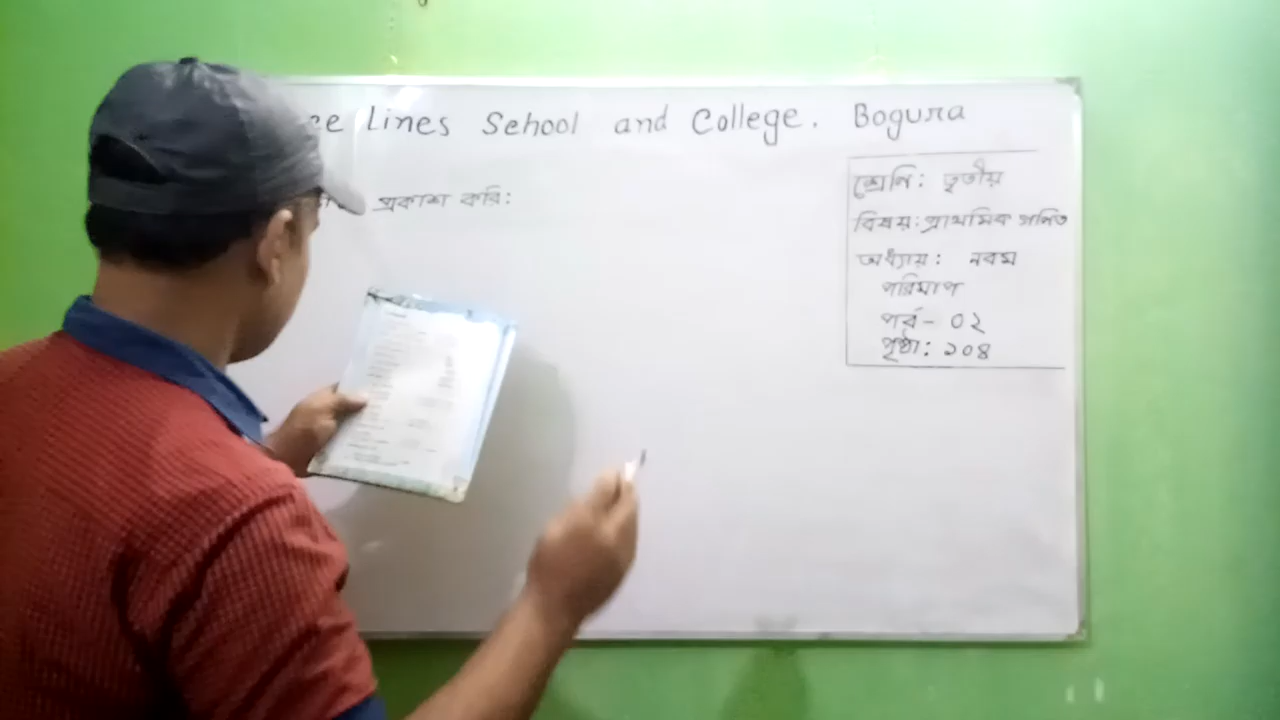 Lines School and College. Bogura
প্রকাশ করি:
শ্রেণি: তৃতীয়
বিষয়: প্রাথমিক গণিত
অধ্যায়: নবম
পরিমাপ
পর্ব- ০২
পৃষ্ঠা: ১০৪